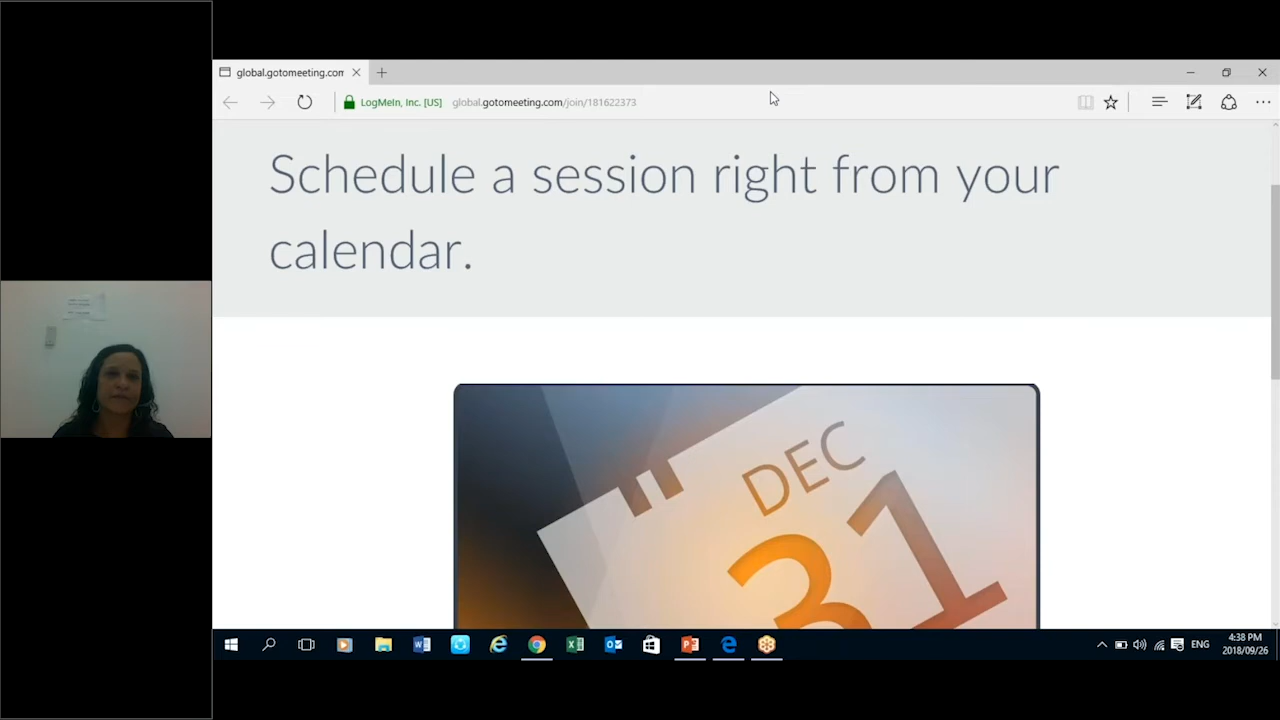 global.gotomeeting.com
LogMeIn, Inc. [US]
global.gotomeeting.com/join/181622373
Schedule a session right from your
calendar.
DEC
31
ENG
4:38 PM
2018/09/26